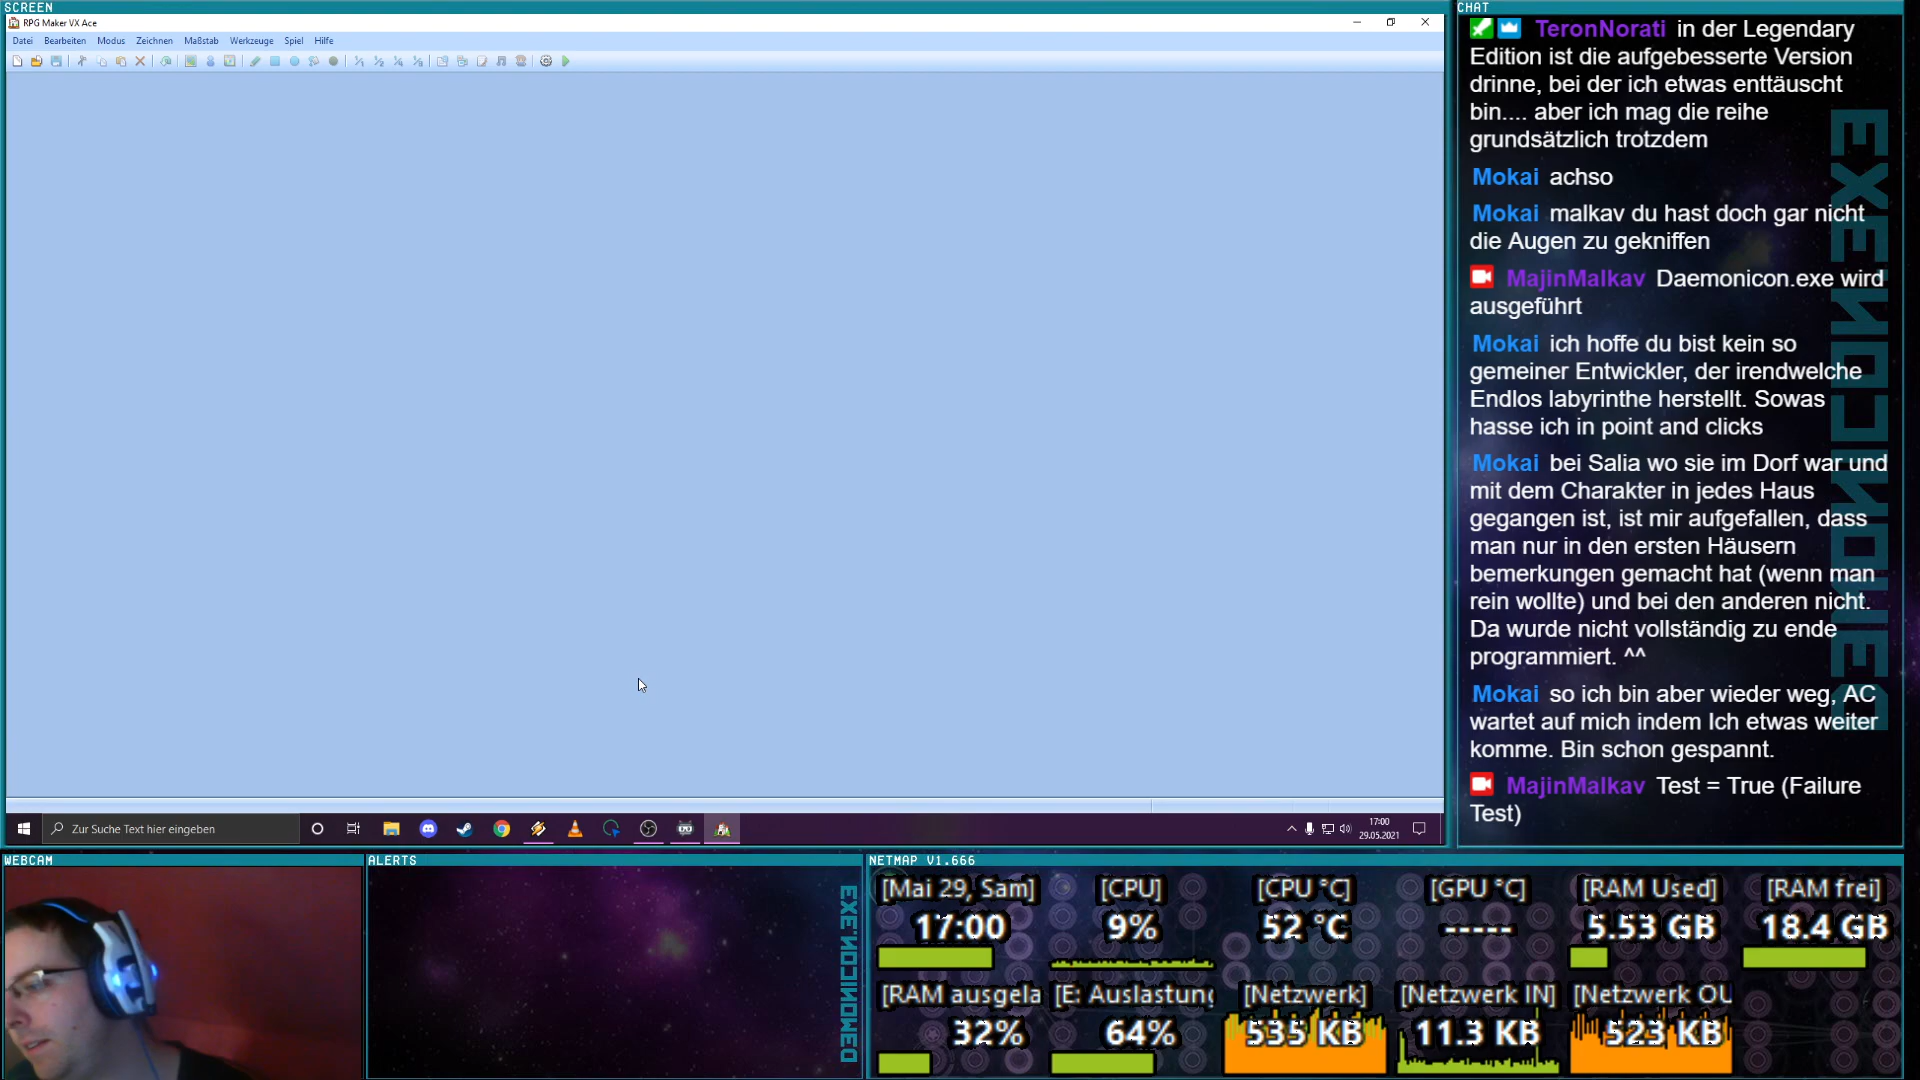 SCREEN
RPG Maker VX Ace
Datei Bearbeiten Modus Zeichnen Maßstab Werkzeuge Spiel Hilfe
Zur Suche Text hier eingeben
17:00
29.05.2021
CHAT
TeronNorati in der Legendary
Edition ist die aufgebesserte Version
drinne, bei der ich etwas enttäuscht
bin.... aber ich mag die reihe
grundsätzlich trotzdem
Mokai achso
Mokai malkav du hast doch gar nicht
die Augen zu gekniffen
MajinMalkav Daemonicon.exe wird
ausgeführt
Mokai ich hoffe du bist kein so
gemeiner Entwickler, der irendwelche
Endlos labyrinthe herstellt. Sowas
hasse ich in point and clicks
Mokai bei Salia wo sie im Dorf war und
mit dem Charakter in jedes Haus
gegangen ist, ist mir aufgefallen, dass
man nur in den ersten Häusern
bemerkungen gemacht hat (wenn man
rein wollte) und bei den anderen nicht.
Da wurde nicht vollständig zu ende
programmiert. ^^
Mokai so ich bin aber wieder weg, AC
wartet auf mich indem Ich etwas weiter
komme. Bin schon gespannt.
MajinMalkav Test = True (Failure
Test)
WEBCAM
ALERTS
NETMAP V1.666
[Mai 29, Sam] [CPU] [CPU °C] [GPU °C] [RAM Used] [RAM frei]
17:00 9% 52 °C ----- 5.53 GB 18.4 GB
[RAM ausgela [E: Auslastung [Netzwerk] [Netzwerk IN] [Netzwerk OU
32% 64% 535 KB 11.3 KB 523 KB